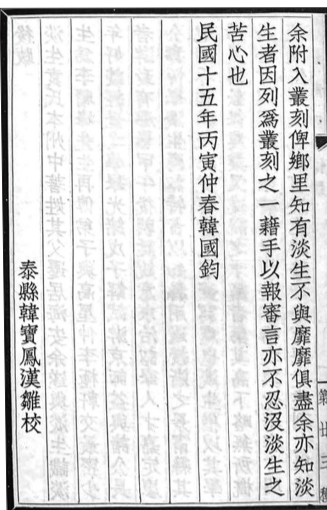 余附入叢刻俾鄉里知有淡生不與靡靡俱盡余亦知淡
生者因列爲叢刻之一藉手以報審言亦不忍沒淡生之
苦心也
民國十五年丙寅仲春韓國鈞
泰縣韓寶鳳漢雛校